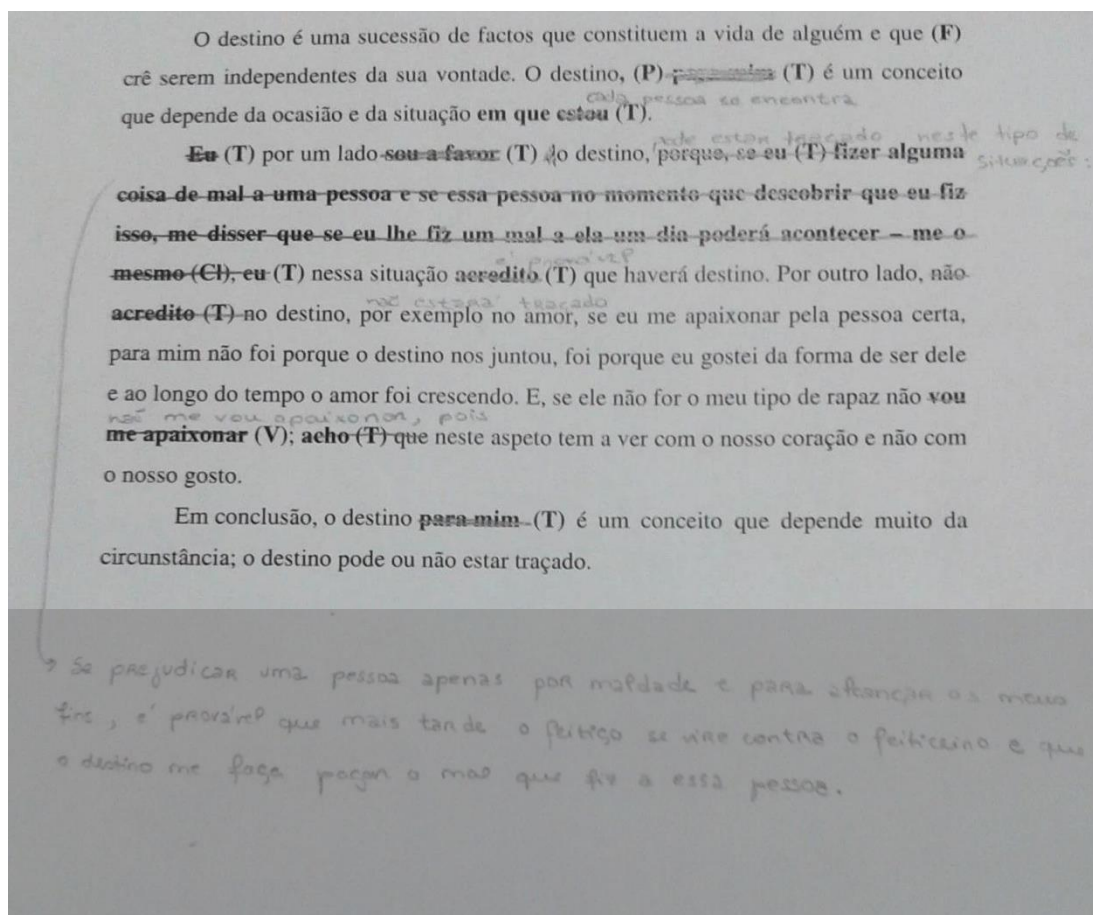 O destino é uma sucessão de factos que constituem a vida de alguém e que (F)
crê serem independentes da sua vontade. O destino, (P) para mim (T) é um conceito
cada pessoa se encontra
que depende da ocasião e da situação em que estou (T).
pode estar traçado neste tipo de
situações:
Eu (T) por um lado sou a favor (T) do destino, porque, se eu (T) fizer alguma
coisa de mal a uma pessoa e se essa pessoa no momento que descobrir que eu fiz
isso, me disser que se eu lhe fiz um mal a ela um dia poderá acontecer – me o
é provável
mesmo (Cl), eu (T) nessa situação acredito (T) que haverá destino. Por outro lado, não
não estará traçado
acredito (T) no destino, por exemplo no amor, se eu me apaixonar pela pessoa certa,
para mim não foi porque o destino nos juntou, foi porque eu gostei da forma de ser dele
e ao longo do tempo o amor foi crescendo. E, se ele não for o meu tipo de rapaz não vou
não me vou apaixonar, pois
me apaixonar (V); acho (T) que neste aspeto tem a ver com o nosso coração e não com
o nosso gosto.
Em conclusão, o destino para mim (T) é um conceito que depende muito da
circunstância; o destino pode ou não estar traçado.
Se prejudicar uma pessoa apenas por maldade e para alcançar os meus
fins, é provável que mais tarde o feitiço se vire contra o feiticeiro e que
o destino me faça pagar o mal que fiz a essa pessoa.